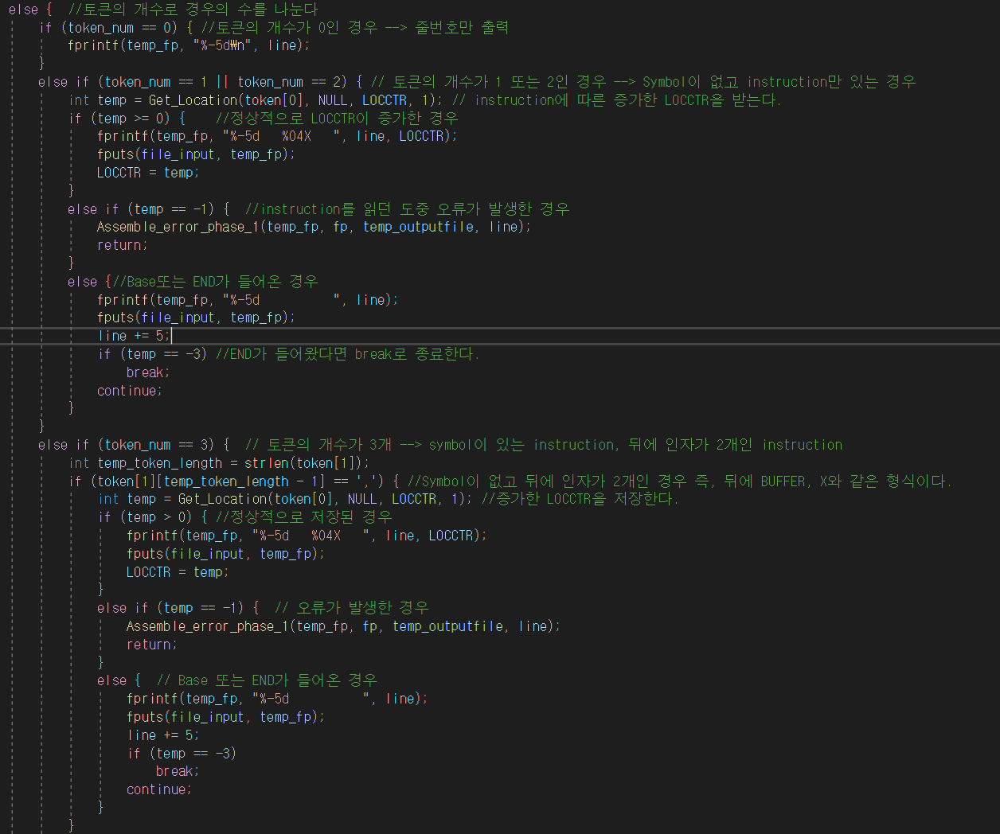 else {  //토큰의 개수로 경우의 수를 나눈다
if (token_num == 0) { //토큰의 개수가 0인 경우 --> 줄번호만 출력
fprintf(temp_fp, "%-5d₩n", line);
}
else if (token_num == 1 || token_num == 2) { // 토큰의 개수가 1 또는 2인 경우 --> Symbol이 없고 instruction만 있는 경우
int temp = Get_Location(token[0], NULL, LOCCTR, 1); // instruction에 따른 증가한 LOCCTR을 받는다.
if (temp >= 0) {    //정상적으로 LOCCTR이 증가한 경우
fprintf(temp_fp, "%-5d   %04X   ", line, LOCCTR);
fputs(file_input, temp_fp);
LOCCTR = temp;
}
else if (temp == -1) {  //instruction를 읽던 도중 오류가 발생한 경우
Assemble_error_phase_1(temp_fp, fp, temp_outputfile, line);
return;
}
else {//Base또는 END가 들어온 경우
fprintf(temp_fp, "%-5d          ", line);
fputs(file_input, temp_fp);
line += 5;
if (temp == -3) //END가 들어왔다면 break로 종료한다.
break;
continue;
}
}
else if (token_num == 3) {  // 토큰의 개수가 3개 --> symbol이 있는 instruction, 뒤에 인자가 2개인 instruction
int temp_token_length = strlen(token[1]);
if (token[1][temp_token_length - 1] == ',') { //Symbol이 없고 뒤에 인자가 2개인 경우 즉, 뒤에 BUFFER, X와 같은 형식이다.
int temp = Get_Location(token[0], NULL, LOCCTR, 1); //증가한 LOCCTR을 저장한다.
if (temp > 0) { //정상적으로 저장된 경우
fprintf(temp_fp, "%-5d   %04X   ", line, LOCCTR);
fputs(file_input, temp_fp);
LOCCTR = temp;
}
else if (temp == -1) {  // 오류가 발생한 경우
Assemble_error_phase_1(temp_fp, fp, temp_outputfile, line);
return;
}
else {  // Base 또는 END가 들어온 경우
fprintf(temp_fp, "%-5d          ", line);
fputs(file_input, temp_fp);
line += 5;
if (temp == -3)
break;
continue;
}
}